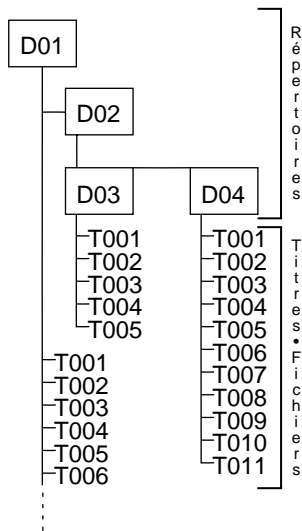 D01
D02
D03
D04
T001
T002
T003
T004
T005
T001
T002
T003
T004
T005
T006
T007
T008
T009
T010
T011
T001
T002
T003
T004
T005
T006
Répertoires
Titres•Fichiers